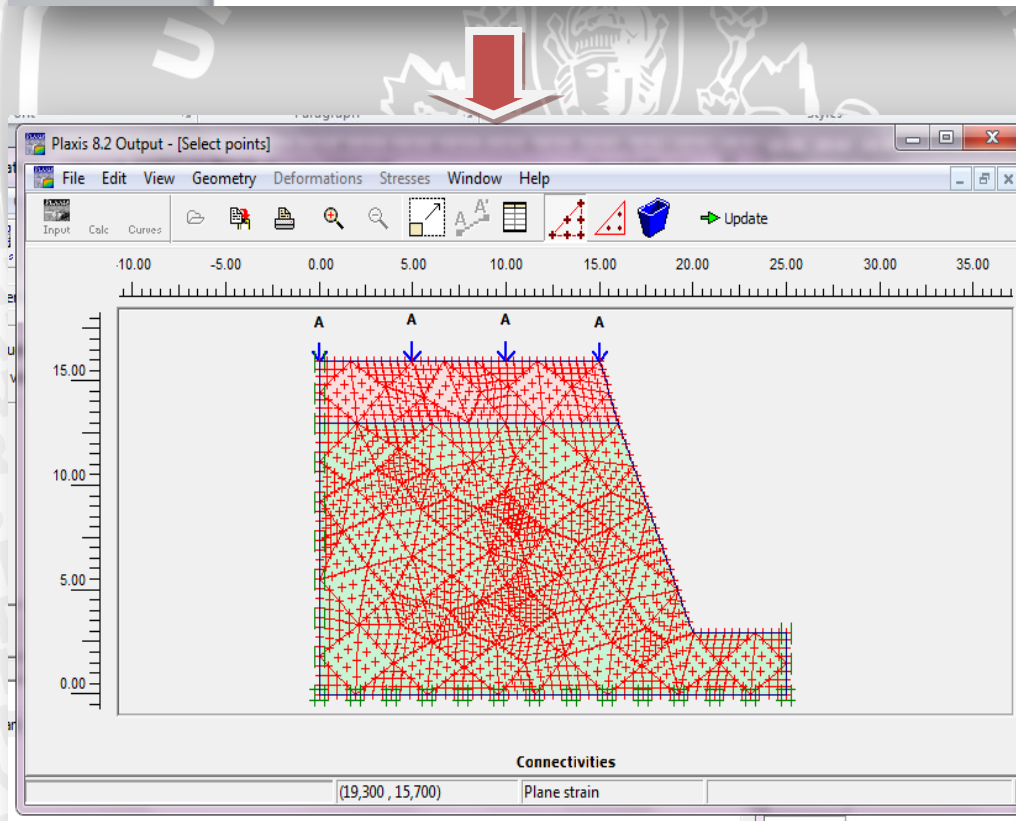 Paragraph
Styles
Plaxis 8.2 Output - [Select points]
File Edit View Geometry Deformations Stresses Window Help
Input Calc Curves Update
-10.00 -5.00 0.00 5.00 10.00 15.00 20.00 25.00 30.00 35.00
A A A A
15.00
10.00
5.00
0.00
Connectivities
(19,300 , 15,700) Plane strain